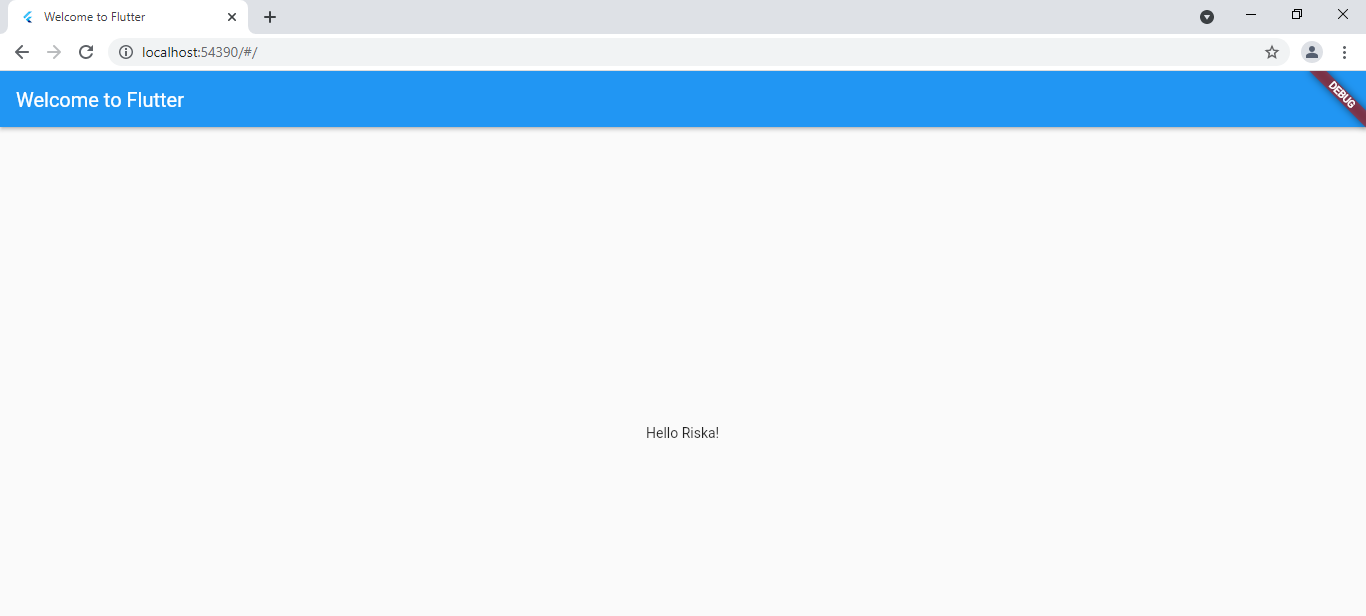 Welcome to Flutter
localhost:54390/#/
Welcome to Flutter
DEBUG
Hello Riska!